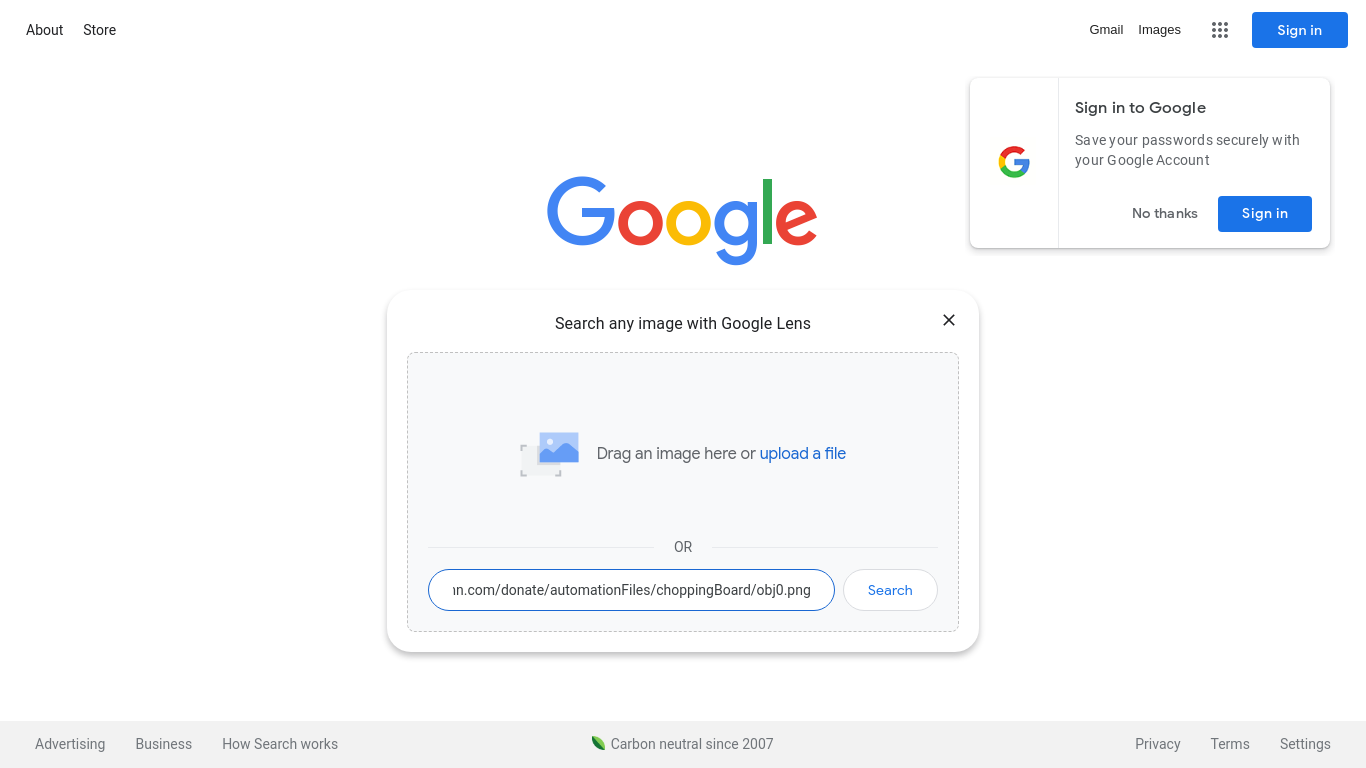 About
Store
Gmail
Images
Sign in
Sign in to Google
Save your passwords securely with
your Google Account
No thanks
Sign in
Google
Search any image with Google Lens
Drag an image here or upload a file
OR
n.com/donate/automationFiles/choppingBoard/obj0.png
Search
Advertising
Business
How Search works
Carbon neutral since 2007
Privacy
Terms
Settings